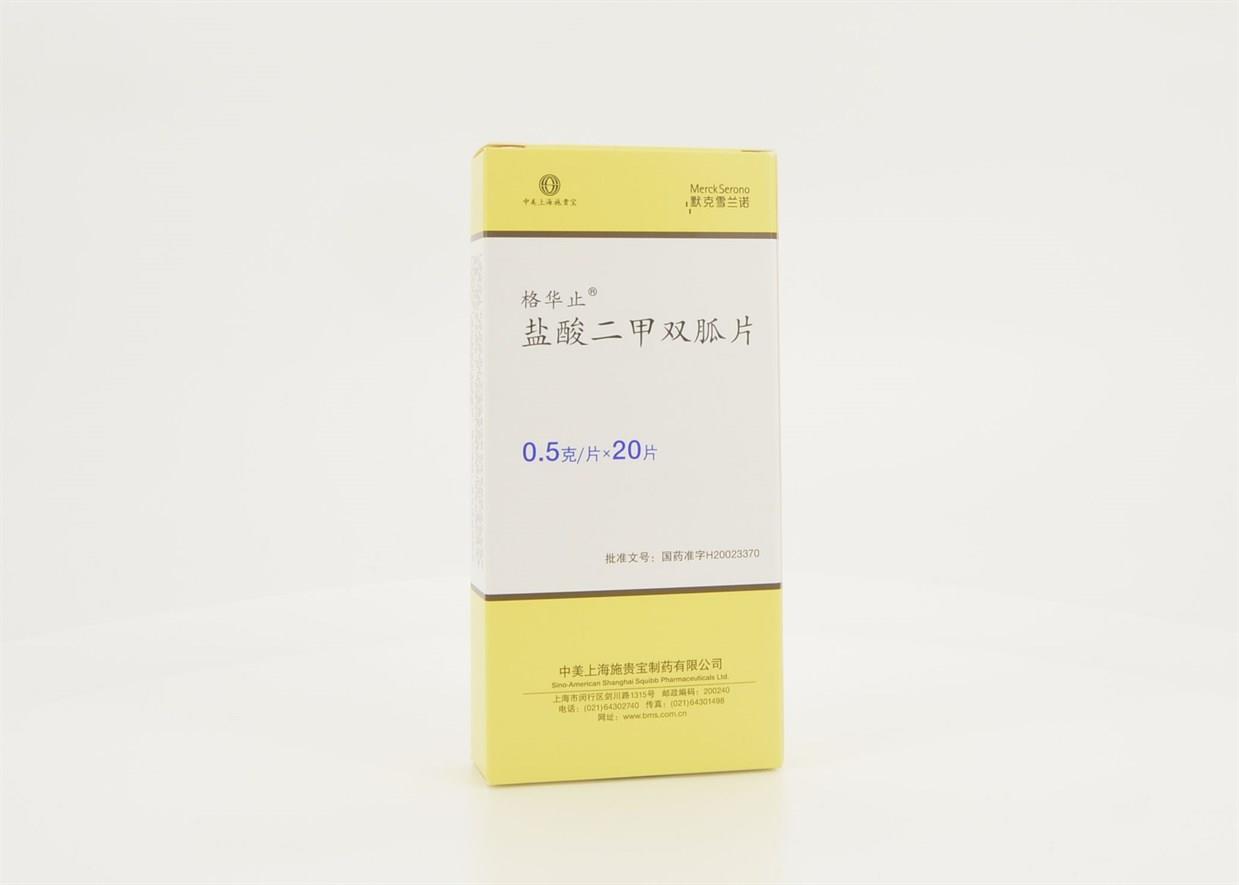 中美上海施贵宝
MerckSerono
默克雪兰诺
格华止®
盐酸二甲双胍片
0.5克/片×20片
批准文号：国药准字H20023370
中美上海施贵宝制药有限公司
Sino-American Shanghai Squibb Pharmaceuticals Ltd.
上海市闵行区剑川路1315号 邮政编码：200240
电话：(021)64302740 传真：(021)64301498
网址：www.bms.com.cn